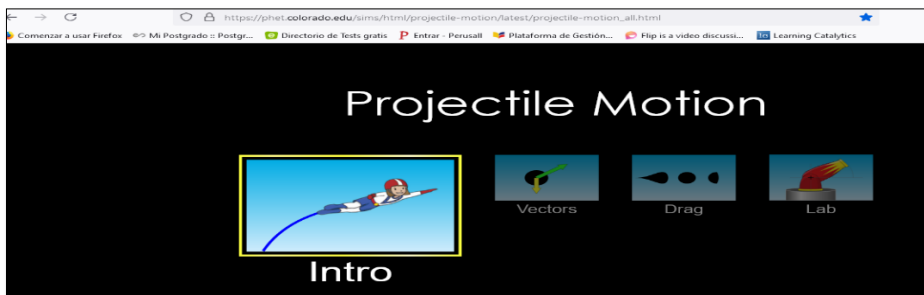 https://phet.colorado.edu/sims/html/projectile-motion/latest/projectile-motion_all.html
Comenzar a usar Firefox Mi Postgrado :: Postgr... Directorio de Tests gratis Entrar - Perusall Plataforma de Gestión... Flip is a video discussi... Learning Catalytics
Projectile Motion
Vectors Drag Lab
Intro